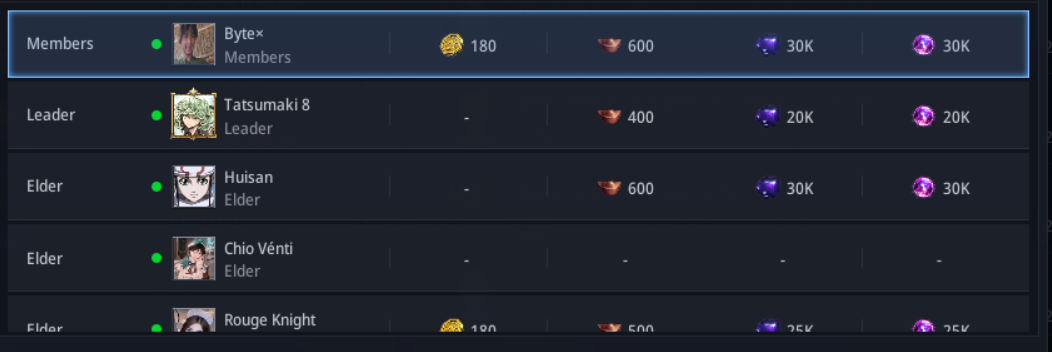 Members Byte× 180 600 30K 30K
Members
Leader Tatsumaki 8 - 400 20K 20K
Leader
Elder Huisan - 600 30K 30K
Elder
Elder Chio Vénti - - - -
Elder
Elder Rouge Knight 180 500 25K 25K